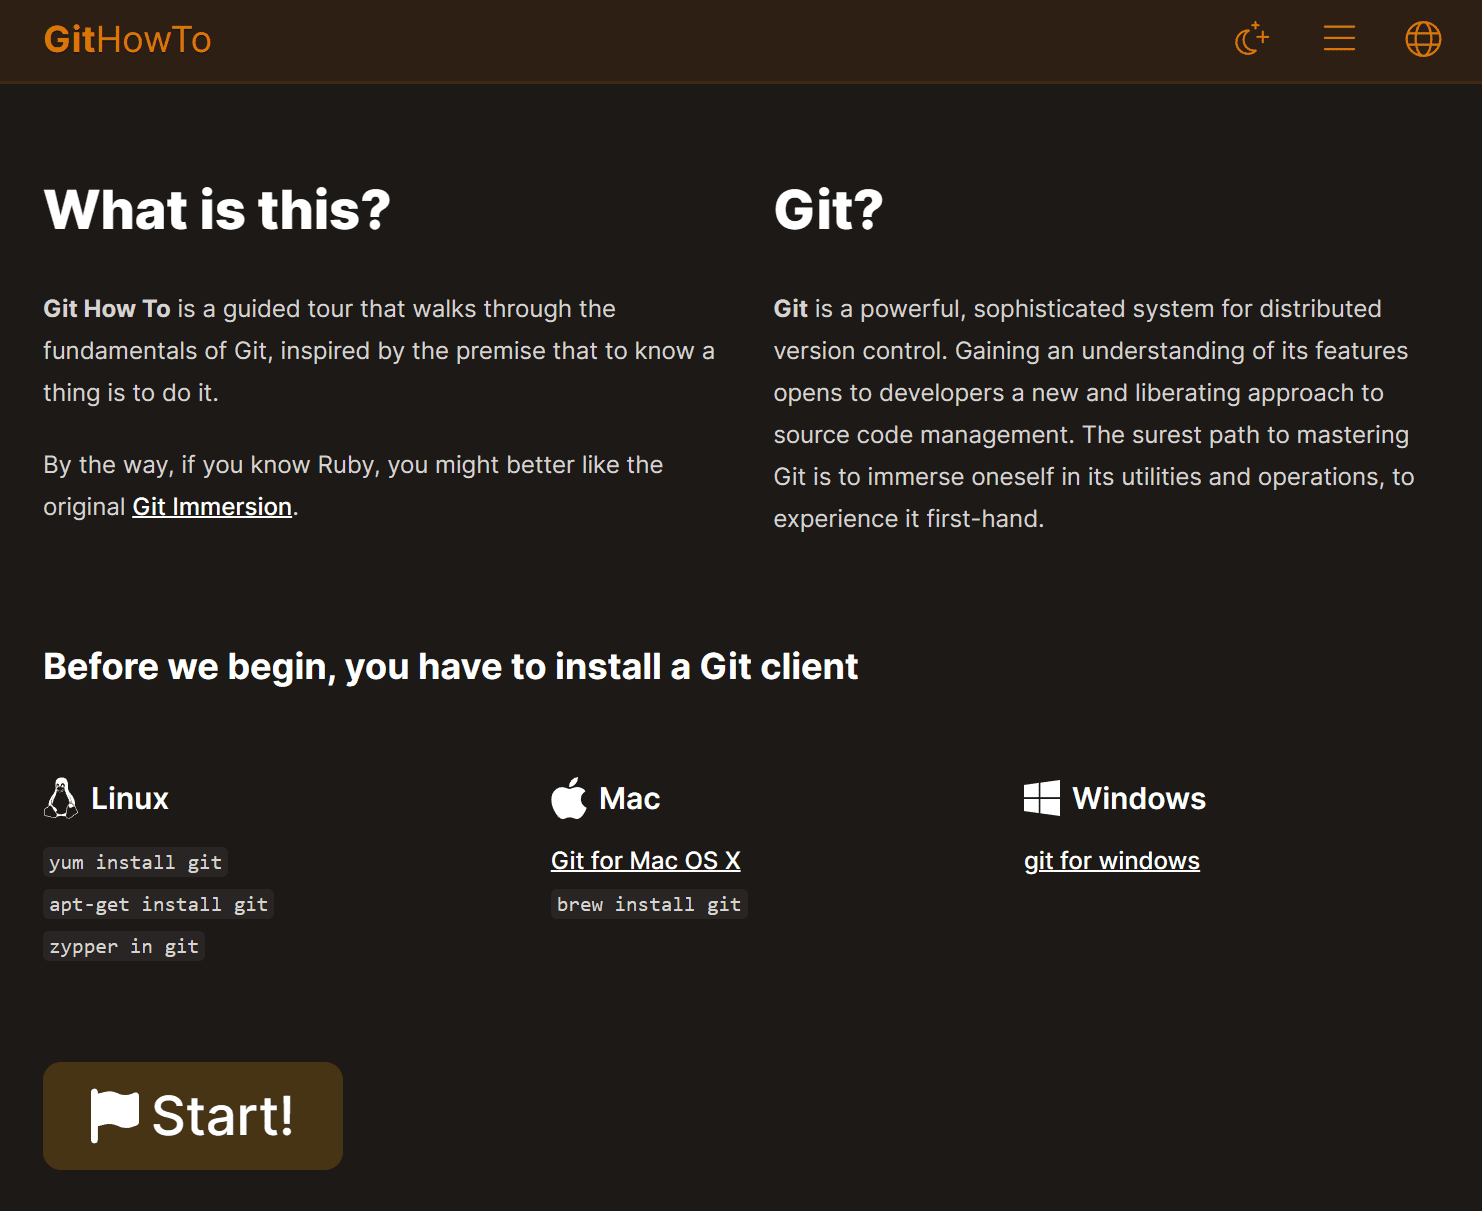 GitHowTo
What is this?
Git How To is a guided tour that walks through the
fundamentals of Git, inspired by the premise that to know a
thing is to do it.
By the way, if you know Ruby, you might better like the
original Git Immersion.
Git?
Git is a powerful, sophisticated system for distributed
version control. Gaining an understanding of its features
opens to developers a new and liberating approach to
source code management. The surest path to mastering
Git is to immerse oneself in its utilities and operations, to
experience it first-hand.
Before we begin, you have to install a Git client
Linux
yum install git
apt-get install git
zypper in git
Mac
Git for Mac OS X
brew install git
Windows
git for windows
Start!